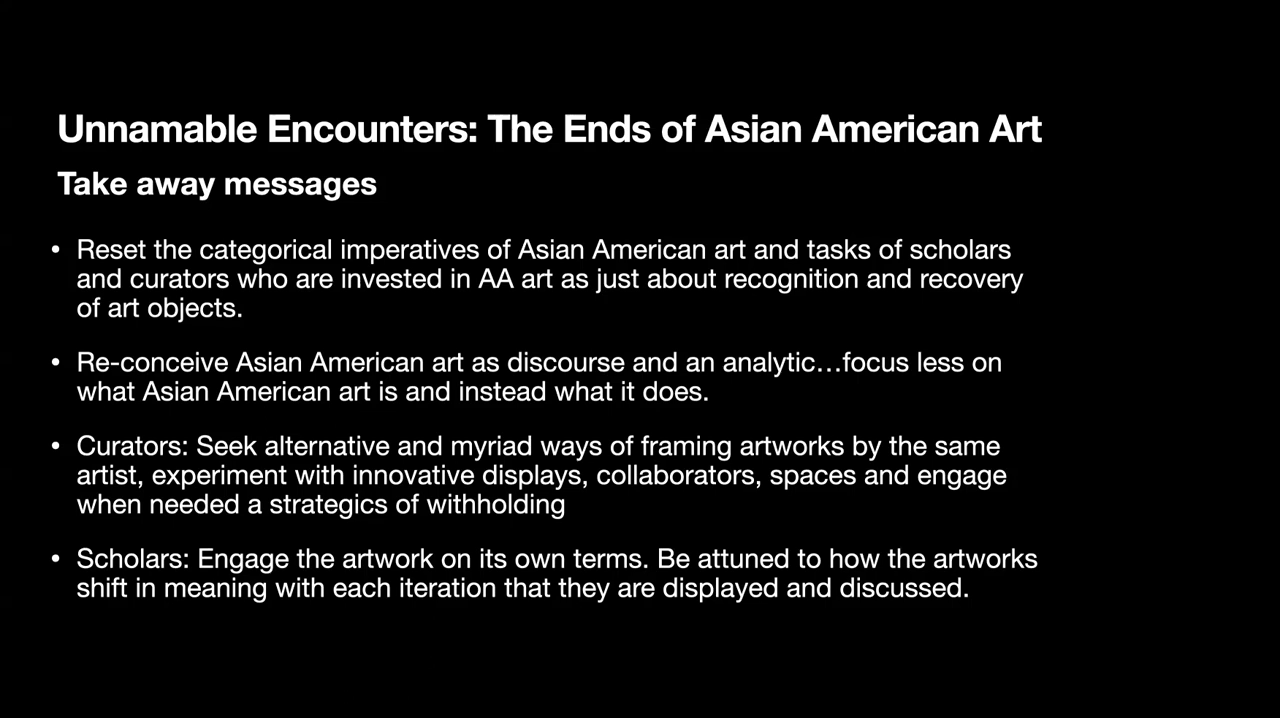 Unnamable Encounters: The Ends of Asian American Art
Take away messages
• Reset the categorical imperatives of Asian American art and tasks of scholars
and curators who are invested in AA art as just about recognition and recovery
of art objects.
• Re-conceive Asian American art as discourse and an analytic…focus less on
what Asian American art is and instead what it does.
• Curators: Seek alternative and myriad ways of framing artworks by the same
artist, experiment with innovative displays, collaborators, spaces and engage
when needed a strategics of withholding
• Scholars: Engage the artwork on its own terms. Be attuned to how the artworks
shift in meaning with each iteration that they are displayed and discussed.